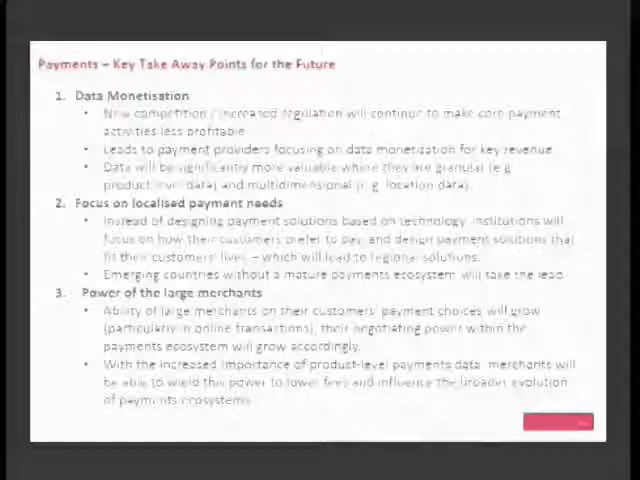 Payments – Key Take Away Points for the Future
1. Data Monetisation
• New competition / increased regulation will continue to make core payment
activities less profitable
• Leads to payment providers focusing on data monetization for key revenue
• Data will be significantly more valuable where they are granular (e.g.
product level data) and multidimensional (e.g. location data).
2. Focus on localised payment needs
• Instead of designing payment solutions based on technology, institutions will
focus on how their customers prefer to pay, and design payment solutions that
fit their customers' lives – which will lead to regional solutions.
• Emerging countries without a mature payments ecosystem will take the lead
3. Power of the large merchants
• Ability of large merchants on their customers' payment choices will grow
(particularly in online transactions), their negotiating power within the
payments ecosystem will grow accordingly.
• With the increased importance of product-level payments data, merchants will
be able to wield this power to lower fees and influence the broader evolution
of payments ecosystems